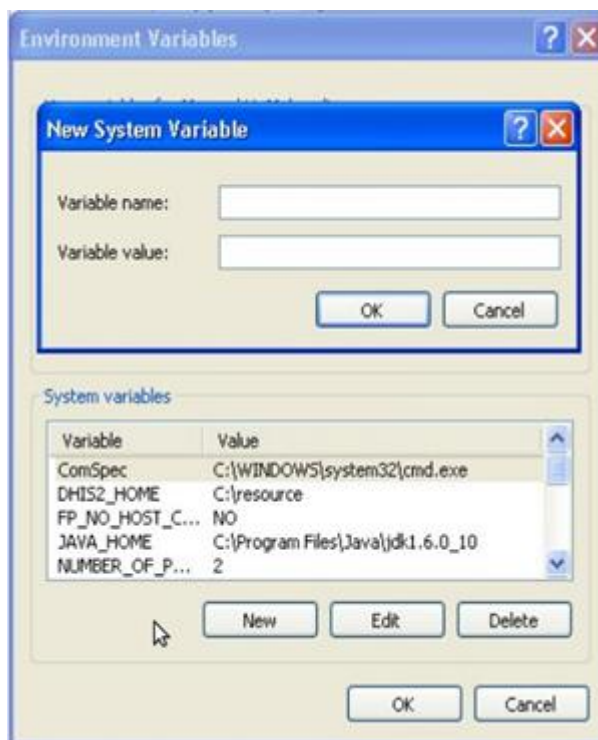 Environment Variables
New System Variable
Variable name:
Variable value:
OK Cancel
System variables
Variable Value
ComSpec C:\WINDOWS\system32\cmd.exe
DHIS2_HOME C:\resource
FP_NO_HOST_C... NO
JAVA_HOME C:\Program Files\Java\jdk1.6.0_10
NUMBER_OF_P... 2
New Edit Delete
OK Cancel